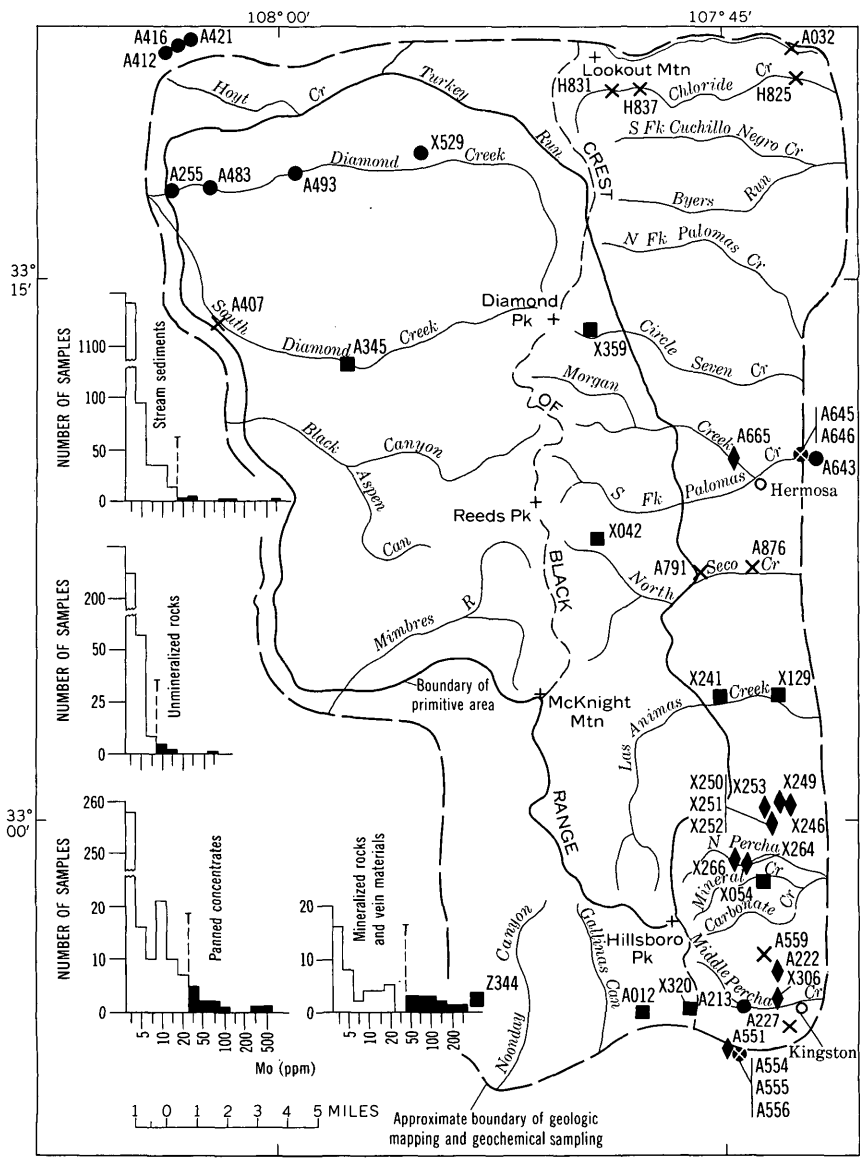 108° 00′
107° 45′
A416
A421
A412
A032
Lookout Mtn
Hoyt Cr
Turkey Run
H831
H837
Chloride Cr
H825
S Fk Cuchillo Negro Cr
X529
CREST
A255
A483
A493
Diamond Creek
Byers Run
N Fk Palomas Cr
33° 15′
Diamond Pk
A407
South Diamond Creek
A345
X359
Circle Seven Cr
NUMBER OF SAMPLES
1100
100
50
0
Stream sediments
Morgan Creek
OF
A645
A646
A643
A665
Black Canyon
Aspen Can
S Fk Palomas Cr
Hermosa
Reeds Pk
X042
A791
A876
Seco Cr
North
BLACK
NUMBER OF SAMPLES
200
50
25
0
Unmineralized rocks
Mimbres R
Boundary of primitive area
McKnight Mtn
X241
X129
Las Animas Creek
X250
X251
X252
X253
X249
X246
33° 00′
RANGE
N Percha Cr
X264
X266
Mineral Cr
X054
Carbonate Cr
NUMBER OF SAMPLES
260
250
20
10
0
Panned concentrates
5
10
20
50
100
200
500
Mo (ppm)
20
10
0
Mineralized rocks and vein materials
5
10
20
50
100
200
Z344
Noonday Canyon
Gallinas Can
Hillsboro Pk
Middle Percha Cr
A559
A222
X306
A012
X320
A213
A227
Kingston
A551
A554
A555
A556
1 0 1 2 3 4 5 MILES
Approximate boundary of geologic
mapping and geochemical sampling